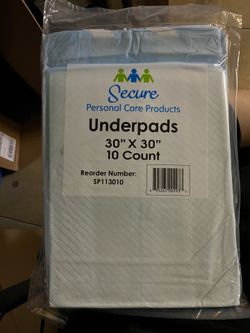 Secure
Personal Care Products
Underpads
30" X 30"
10 Count
Reorder Number:
SP113010